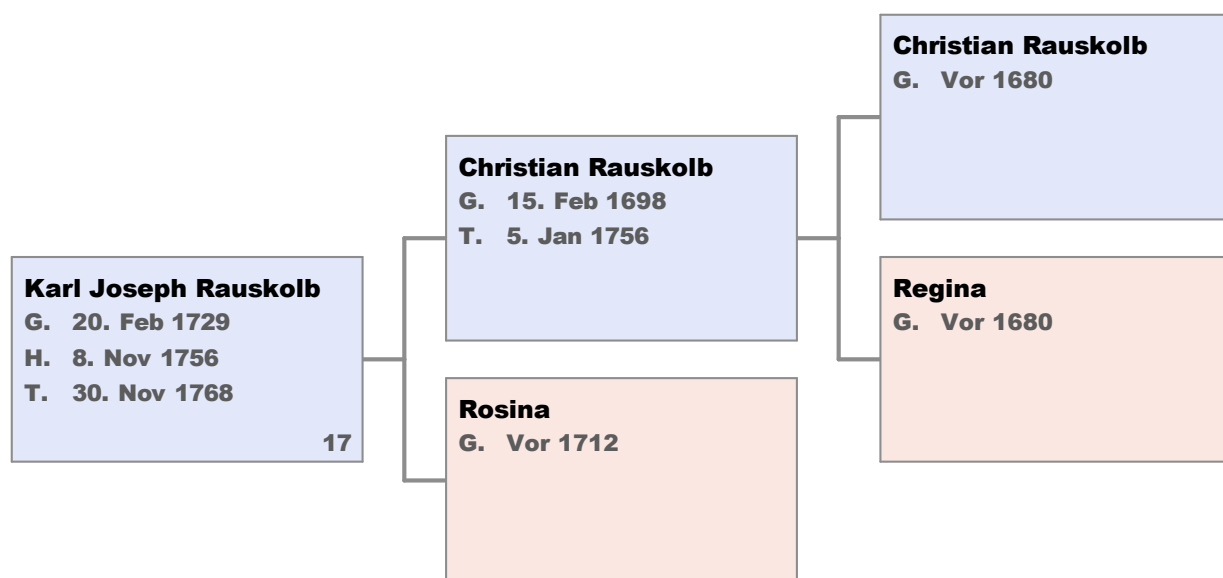 Christian Rauskolb
G. Vor 1680
Christian Rauskolb
G. 15. Feb 1698
T. 5. Jan 1756
Karl Joseph Rauskolb
G. 20. Feb 1729
H. 8. Nov 1756
T. 30. Nov 1768
17
Regina
G. Vor 1680
Rosina
G. Vor 1712